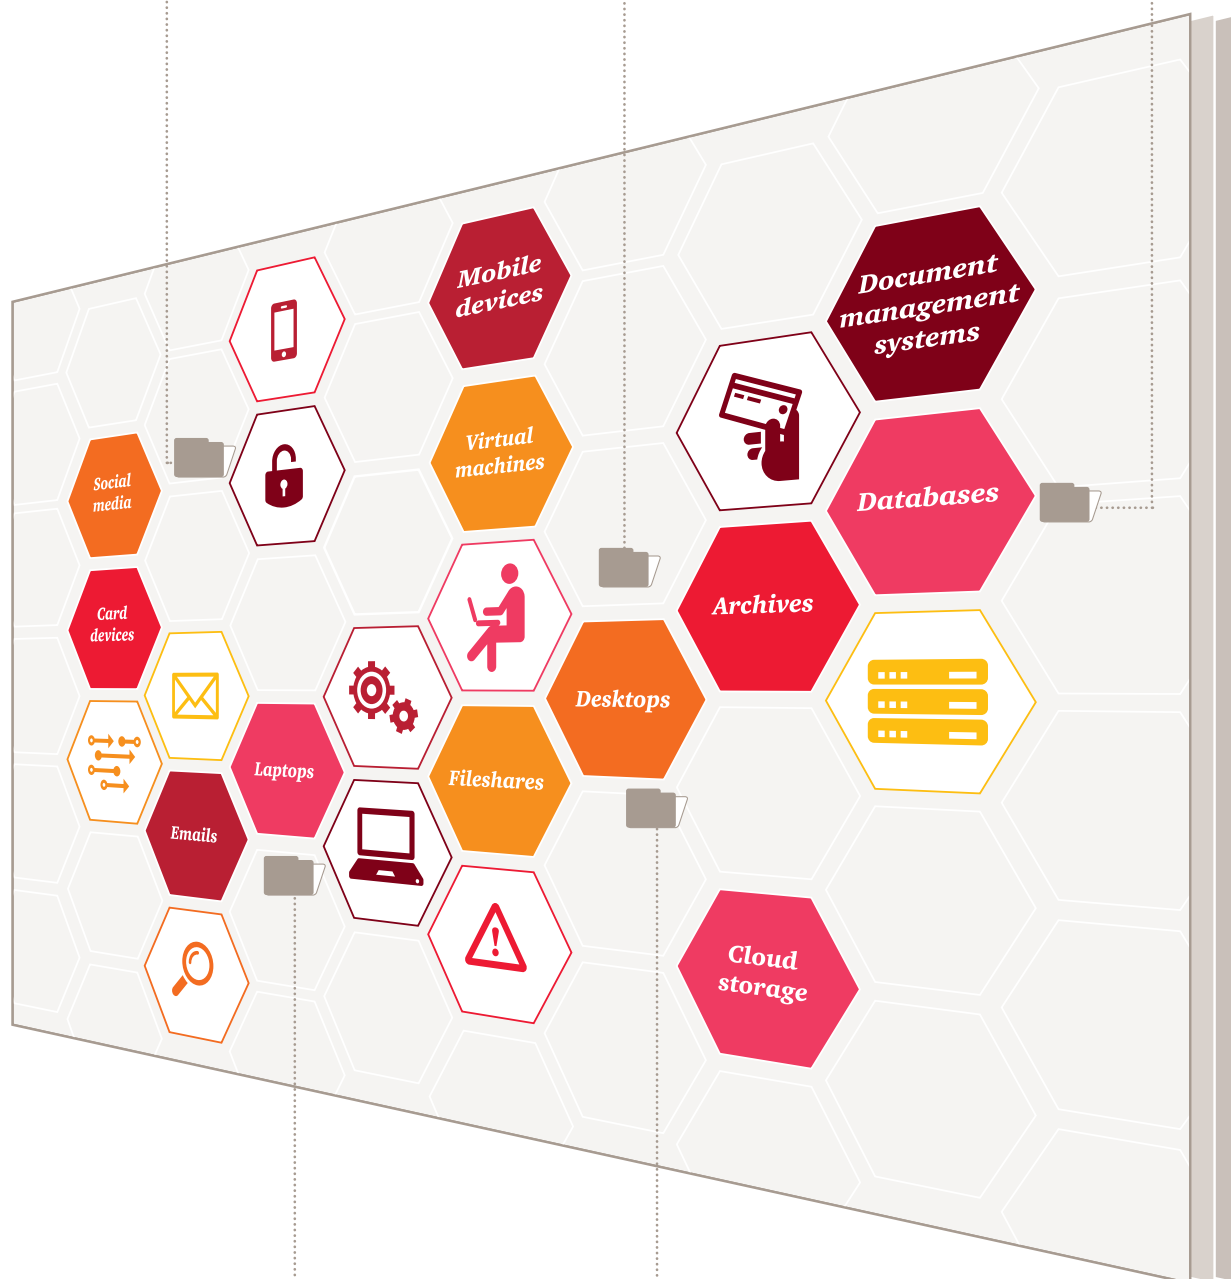 Mobile
devices
Document
management
systems
Virtual
machines
Social
media
Databases
Card
devices
Archives
Desktops
Laptops
Fileshares
Emails
Cloud
storage